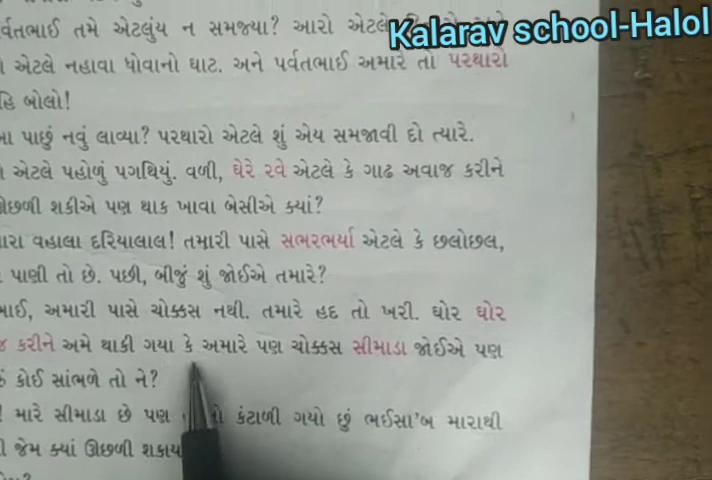 Kalarav school-Halol
પર્વતભાઈ તમે એટલુંય ન સમજ્યા? આરો એટલે
એટલે નહાવા ધોવાનો ઘાટ. અને પર્વતભાઈ અમારે તો પરથારો
બોલો!
પાછું નવું લાવ્યા? પરથારો એટલે શું એય સમજાવી દો ત્યારે.
એટલે પહોળું પગથિયું. વળી, ઘેરે રવે એટલે કે ગાઢ અવાજ કરીને
શકીએ પણ થાક ખાવા બેસીએ ક્યાં?
વહાલા દરિયાલાલ! તમારી પાસે સભરભર્યા એટલે કે છલોછલ,
પાણી તો છે. પછી, બીજું શું જોઈએ તમારે?
અમારી પાસે ચોક્કસ નથી. તમારે હદ તો ખરી. ઘોર ઘોર
કરીને અમે થાકી ગયા કે અમારે પણ ચોક્કસ સીમાડા જોઈએ પણ
કોઈ સાંભળે તો ને?
મારે સીમાડા છે પણ કંટાળી ગયો છું ભઈસા'બ મારાથી
જેમ ક્યાં ઊછળી શકાય